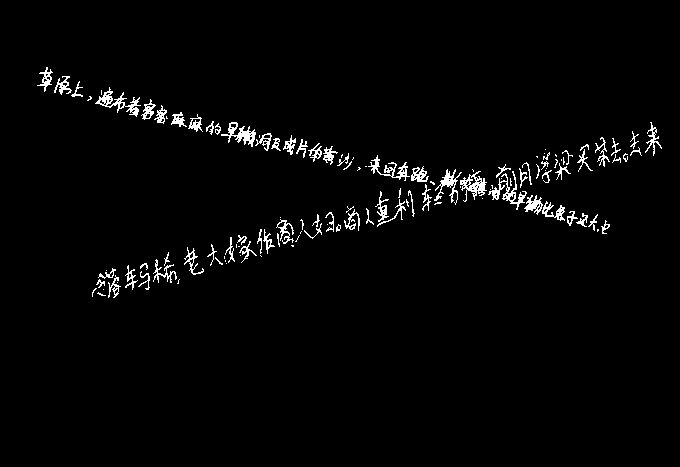 草原上，遍布着密密麻麻的旱獭洞及成片的黄沙，来回奔跑、的旱獭比兔子还大，它
落车马稀，老大嫁作商人妇。商人重利轻别离，前月浮梁买茶去。去来